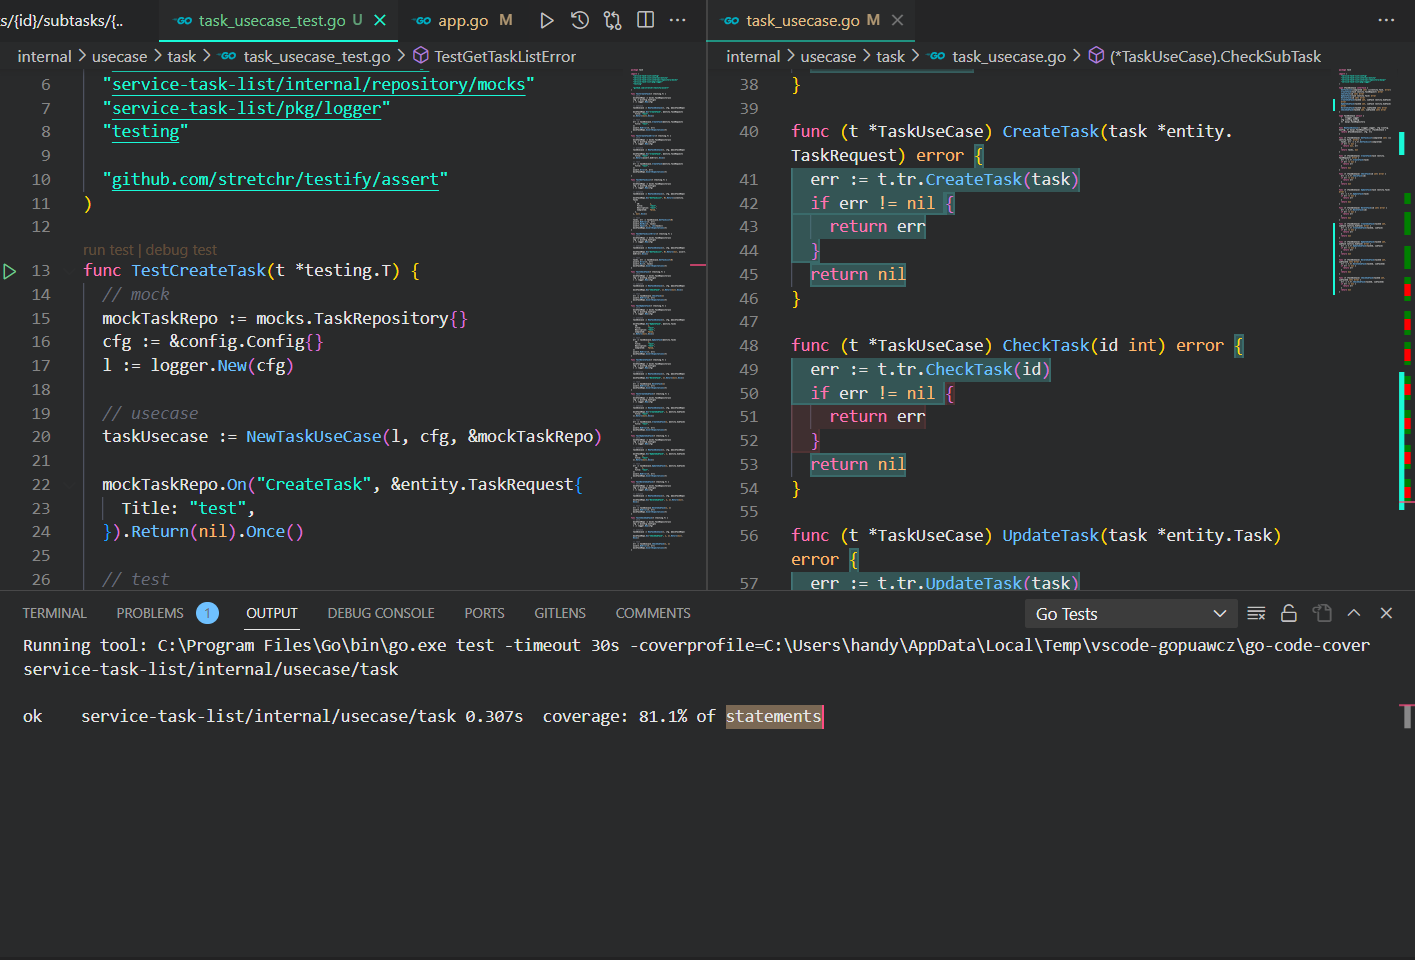 s/{id}/subtasks/{..
task_usecase_test.go U
app.go M
task_usecase.go M
internal > usecase > task > task_usecase_test.go > TestGetTaskListError
internal > usecase > task > task_usecase.go > (*TaskUseCase).CheckSubTask
6 "service-task-list/internal/repository/mocks"
7 "service-task-list/pkg/logger"
8 "testing"
9
10 "github.com/stretchr/testify/assert"
11 )
12
run test | debug test
13 func TestCreateTask(t *testing.T) {
14 // mock
15 mockTaskRepo := mocks.TaskRepository{}
16 cfg := &config.Config{}
17 l := logger.New(cfg)
18
19 // usecase
20 taskUsecase := NewTaskUseCase(l, cfg, &mockTaskRepo)
21
22 mockTaskRepo.On("CreateTask", &entity.TaskRequest{
23 Title: "test",
24 }).Return(nil).Once()
25
26 // test
38 }
39
40 func (t *TaskUseCase) CreateTask(task *entity.
TaskRequest) error {
41 err := t.tr.CreateTask(task)
42 if err != nil {
43 return err
44 }
45 return nil
46 }
47
48 func (t *TaskUseCase) CheckTask(id int) error {
49 err := t.tr.CheckTask(id)
50 if err != nil {
51 return err
52 }
53 return nil
54 }
55
56 func (t *TaskUseCase) UpdateTask(task *entity.Task)
error {
57 err := t.tr.UpdateTask(task)
TERMINAL PROBLEMS 1 OUTPUT DEBUG CONSOLE PORTS GITLENS COMMENTS Go Tests
Running tool: C:\Program Files\Go\bin\go.exe test -timeout 30s -coverprofile=C:\Users\handy\AppData\Local\Temp\vscode-gopuawcz\go-code-cover
service-task-list/internal/usecase/task
ok service-task-list/internal/usecase/task 0.307s coverage: 81.1% of statements